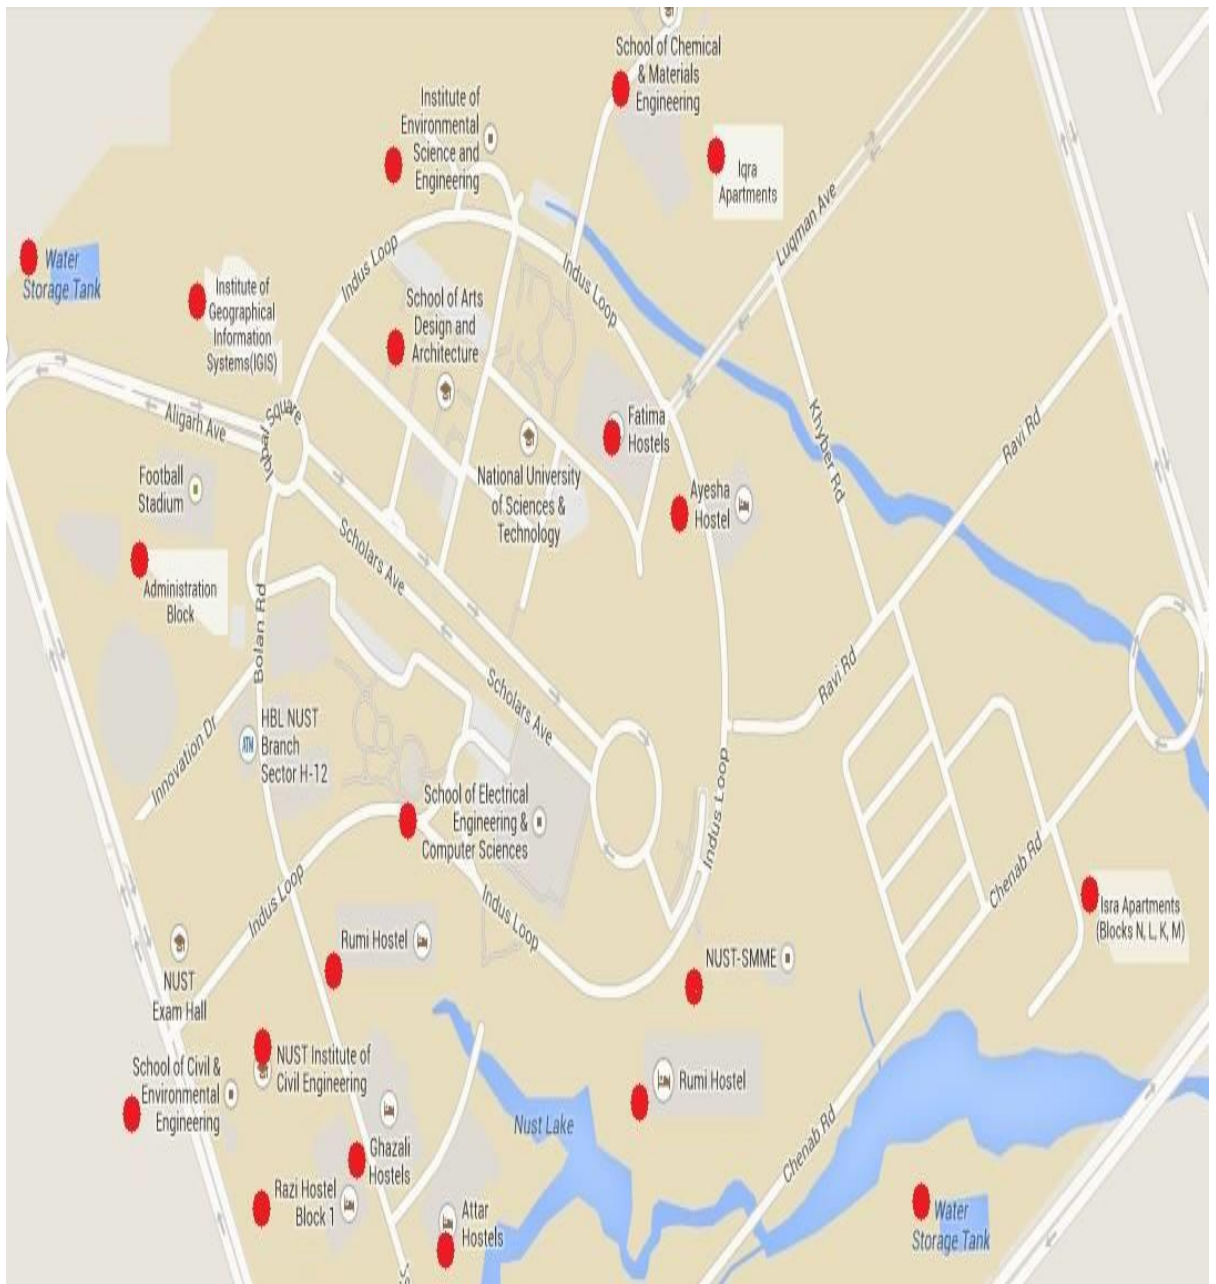 School of Chemical
& Materials
Engineering
Institute of
Environmental
Science and
Engineering
Iqra
Apartments
Luqman Ave
Water
Storage Tank
Indus Loop
Indus Loop
Institute of
Geographical
Information
Systems(IGIS)
School of Arts
Design and
Architecture
Iqbal Square
Aligarh Ave
Fatima
Hostels
Khyber Rd
Ravi Rd
Football
Stadium
National University
of Sciences &
Technology
Ayesha
Hostel
Scholars Ave
Administration
Block
Bolan Rd
Ravi Rd
Scholars Ave
Innovation Dr
ATM
HBL NUST
Branch
Sector H-12
School of Electrical
Engineering &
Computer Sciences
Indus Loop
Chenab Rd
Indus Loop
Indus Loop
Isra Apartments
(Blocks N, L, K, M)
Rumi Hostel
NUST-SMME
NUST
Exam Hall
NUST Institute of
Civil Engineering
School of Civil &
Environmental
Engineering
Rumi Hostel
Nust Lake
Chenab Rd
Ghazali
Hostels
Razi Hostel
Block 1
Attar
Hostels
Water
Storage Tank